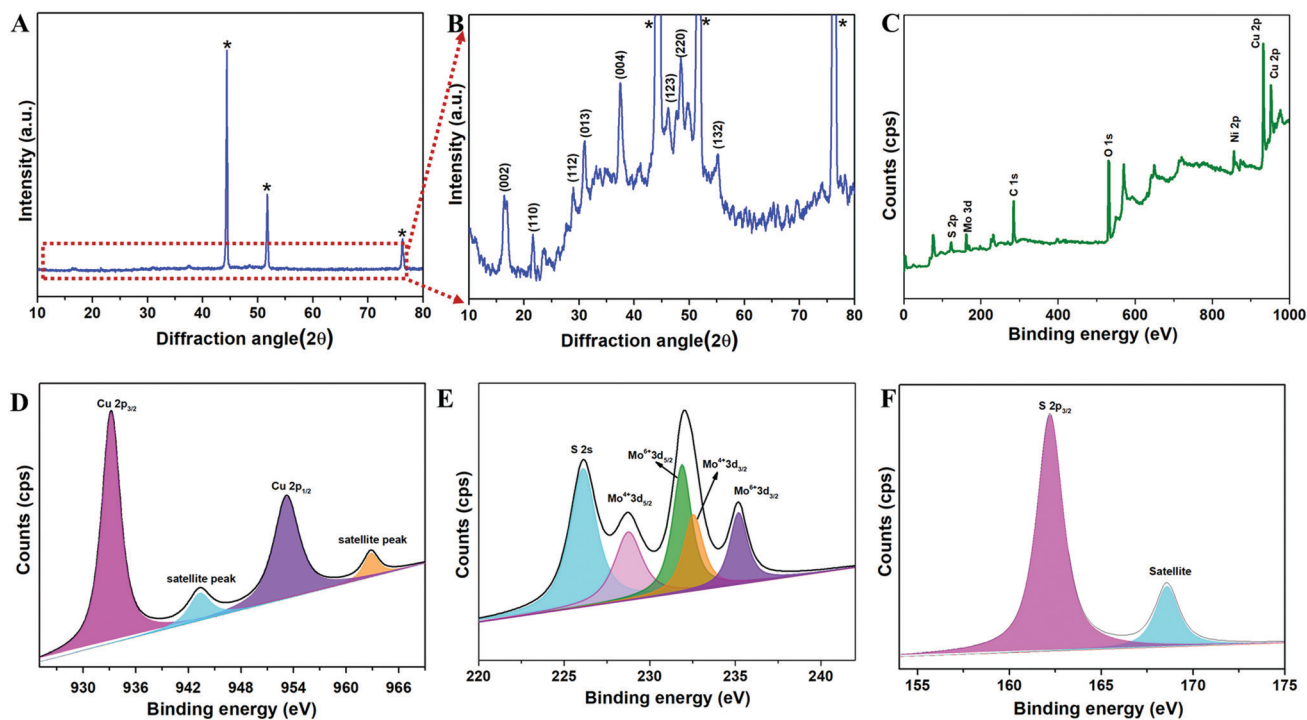 A
*
*
*
Intensity (a.u.)
10 20 30 40 50 60 70 80
Diffraction angle(2θ)
B
* * *
(002)
(110)
(112)
(013)
(004)
(123)
(220)
(132)
Intensity (a.u.)
10 20 30 40 50 60 70 80
Diffraction angle(2θ)
C
S 2p
Mo 3d
C 1s
O 1s
Ni 2p
Cu 2p
Cu 2p
Counts (cps)
0 200 400 600 800 1000
Binding energy (eV)
D
Cu 2p3/2
satellite peak
Cu 2p1/2
satellite peak
Counts (cps)
930 936 942 948 954 960 966
Binding energy (eV)
E
S 2s
Mo⁴⁺3d5/2
Mo⁶⁺3d5/2
Mo⁴⁺3d3/2
Mo⁶⁺3d3/2
Counts (cps)
220 225 230 235 240
Binding energy (eV)
F
S 2p3/2
Satellite
Counts (cps)
155 160 165 170 175
Binding energy (eV)